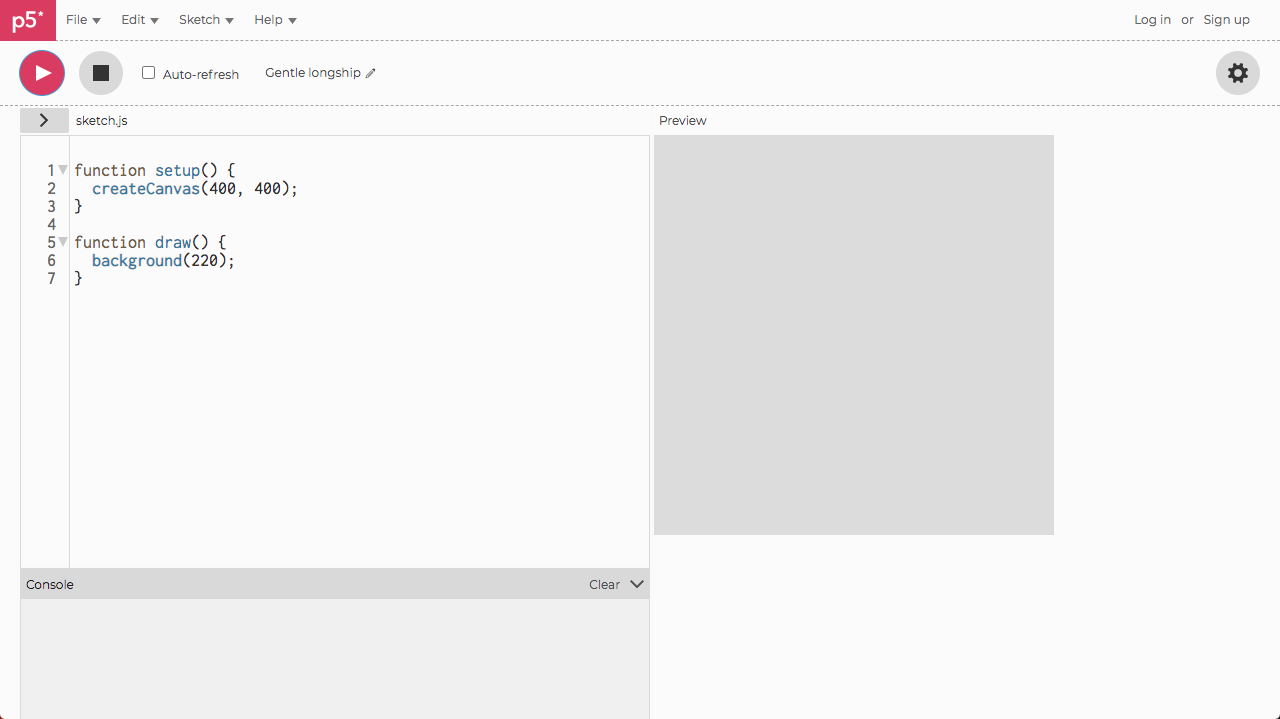 p5*
File Edit Sketch Help Log in or Sign up
Auto-refresh Gentle longship
sketch.js Preview
1 function setup() {
2   createCanvas(400, 400);
3 }
4
5 function draw() {
6   background(220);
7 }
Console Clear